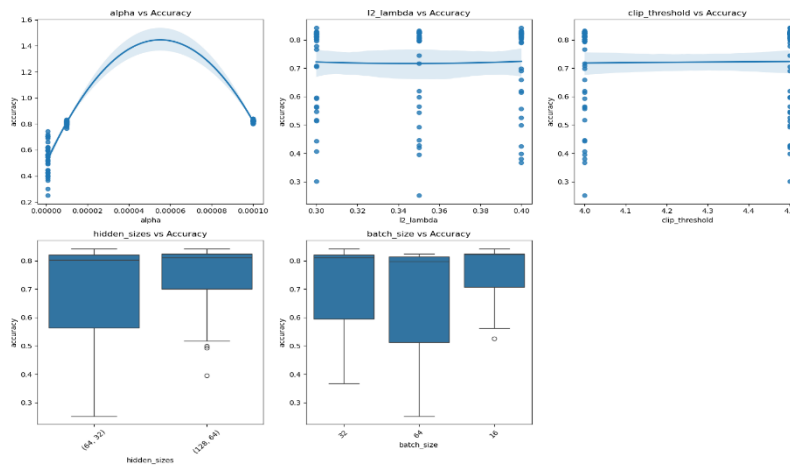 alpha vs Accuracy
1.6
1.4
1.2
1.0
0.8
0.6
0.4
0.2
accuracy
0.00000 0.00002 0.00004 0.00006 0.00008 0.00010
alpha
l2_lambda vs Accuracy
0.8
0.7
0.6
0.5
0.4
0.3
accuracy
0.30 0.32 0.34 0.36 0.38 0.40
l2_lambda
clip_threshold vs Accuracy
0.8
0.7
0.6
0.5
0.4
0.3
accuracy
4.0 4.1 4.2 4.3 4.4
clip_threshold
hidden_sizes vs Accuracy
0.8
0.7
0.6
0.5
0.4
0.3
accuracy
(64, 32) (128, 64)
hidden_sizes
batch_size vs Accuracy
0.8
0.7
0.6
0.5
0.4
0.3
accuracy
32 64 16
batch_size